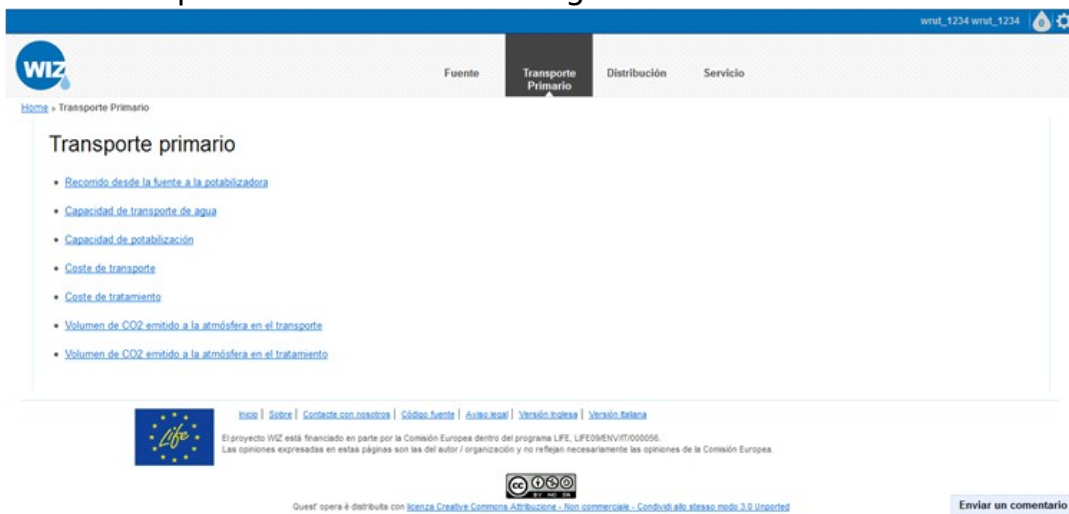 wrut_1234 wrut_1234 0
WIZ
Fuente Transporte Primario Distribución Servicio
Home » Transporte Primario
Transporte primario
Recorrido desde la fuente a la potabilizadora
Capacidad de transporte de agua
Capacidad de potabilización
Coste de transporte
Coste de tratamiento
Volumen de CO2 emitido a la atmósfera en el transporte
Volumen de CO2 emitido a la atmósfera en el tratamiento
Life
Inicio | Sobre | Contacte con nosotros | Código fuente | Aviso legal | Versión Inglesa | Versión Italiana
El proyecto WIZ está financiado en parte por la Comisión Europea dentro del programa LIFE, LIFE09/ENV/IT/000056.
Las opiniones expresadas en estas páginas son las del autor / organización y no reflejan necesariamente las opiniones de la Comisión Europea.
cc
BY NC SA
Quest' opera è distribuita con licenza Creative Commons Attribuzione - Non commerciale - Condividi allo stesso modo 3.0 Unported
Enviar un comentario